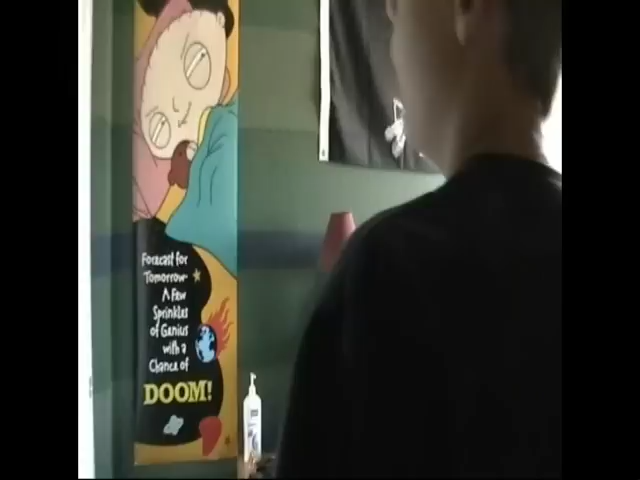 Forecast for
Tomorrow-
A Few
Sprinkles
of Genius
with a
Chance of
DOOM!